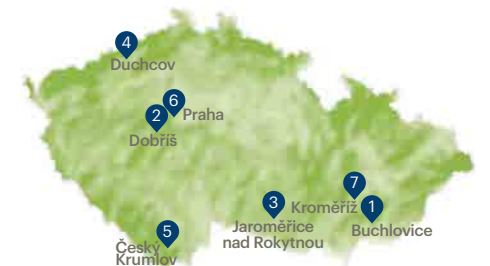 4
Duchcov
6
Praha
2
Dobříš
7
Kroměříž
3
1
Jaroměřice
nad Rokytnou
Buchlovice
5
Český
Krumlov